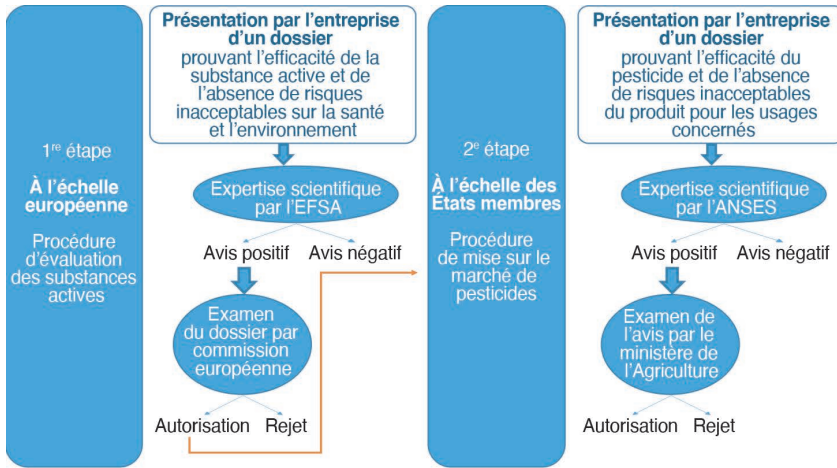 1re étape
À l'échelle
européenne
Procédure
d'évaluation
des substances
actives
Présentation par l'entreprise
d'un dossier
prouvant l'efficacité de la
substance active et de
l'absence de risques
inacceptables sur la santé
et l'environnement
Expertise scientifique
par l'EFSA
Avis positif
Avis négatif
Examen
du dossier par
commission
européenne
Autorisation
Rejet
2e étape
À l'échelle des
États membres
Procédure
de mise sur le
marché de
pesticides
Présentation par l'entreprise
d'un dossier
prouvant l'efficacité du
pesticide et de l'absence
de risques inacceptables
du produit pour les usages
concernés
Expertise scientifique
par l'ANSES
Avis positif
Avis négatif
Examen de
l'avis par le
ministère de
l'Agriculture
Autorisation
Rejet